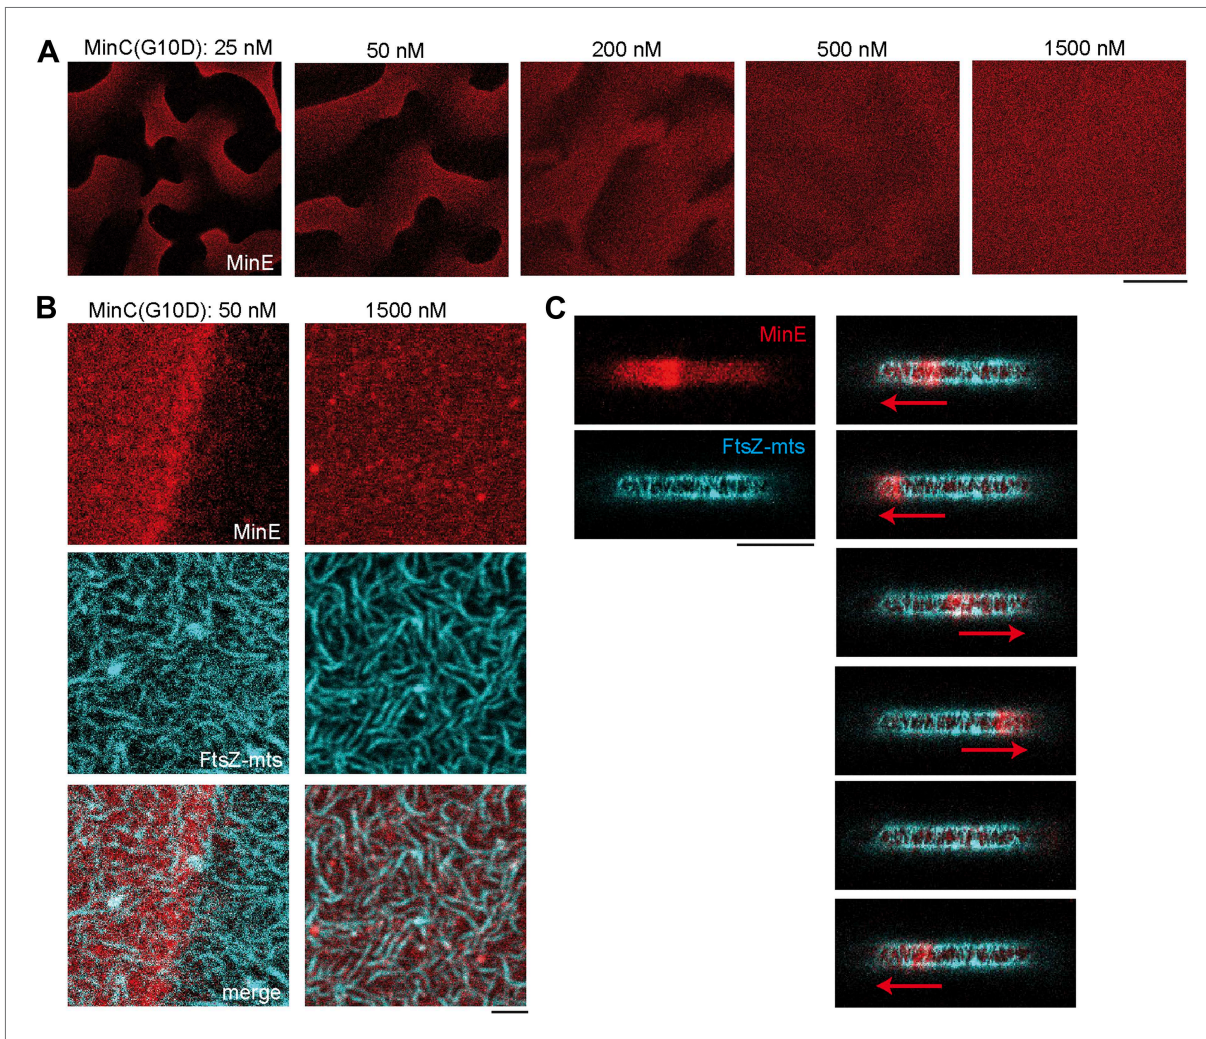 A
MinC(G10D): 25 nM
50 nM
200 nM
500 nM
1500 nM
MinE
B
MinC(G10D): 50 nM
1500 nM
MinE
FtsZ-mts
merge
C
MinE
FtsZ-mts